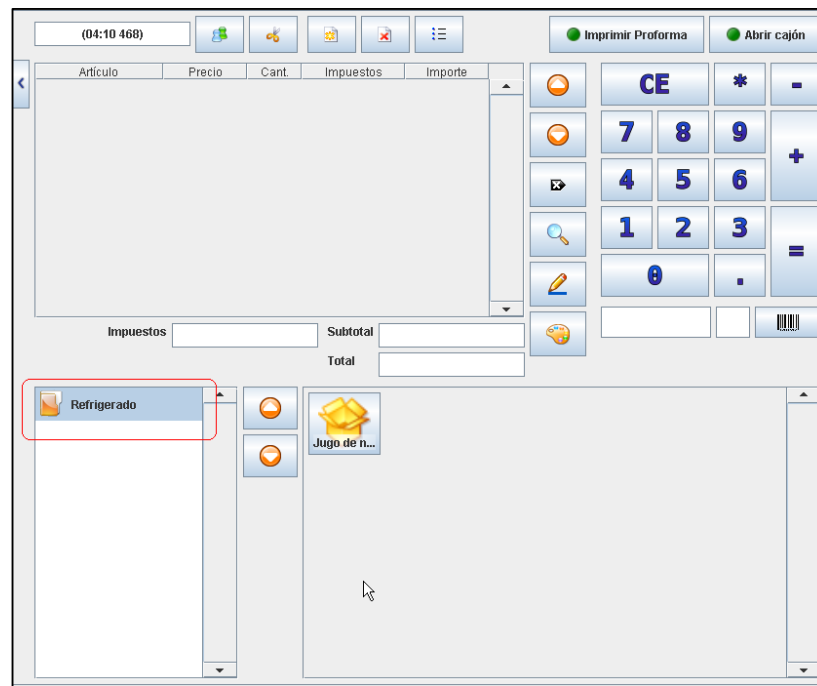 (04:10 468)
Imprimir Proforma
Abrir cajón
Artículo Precio Cant. Impuestos Importe
CE * -
7 8 9 +
4 5 6
1 2 3 =
0 .
Impuestos Subtotal
Total
Refrigerado
Jugo de n...